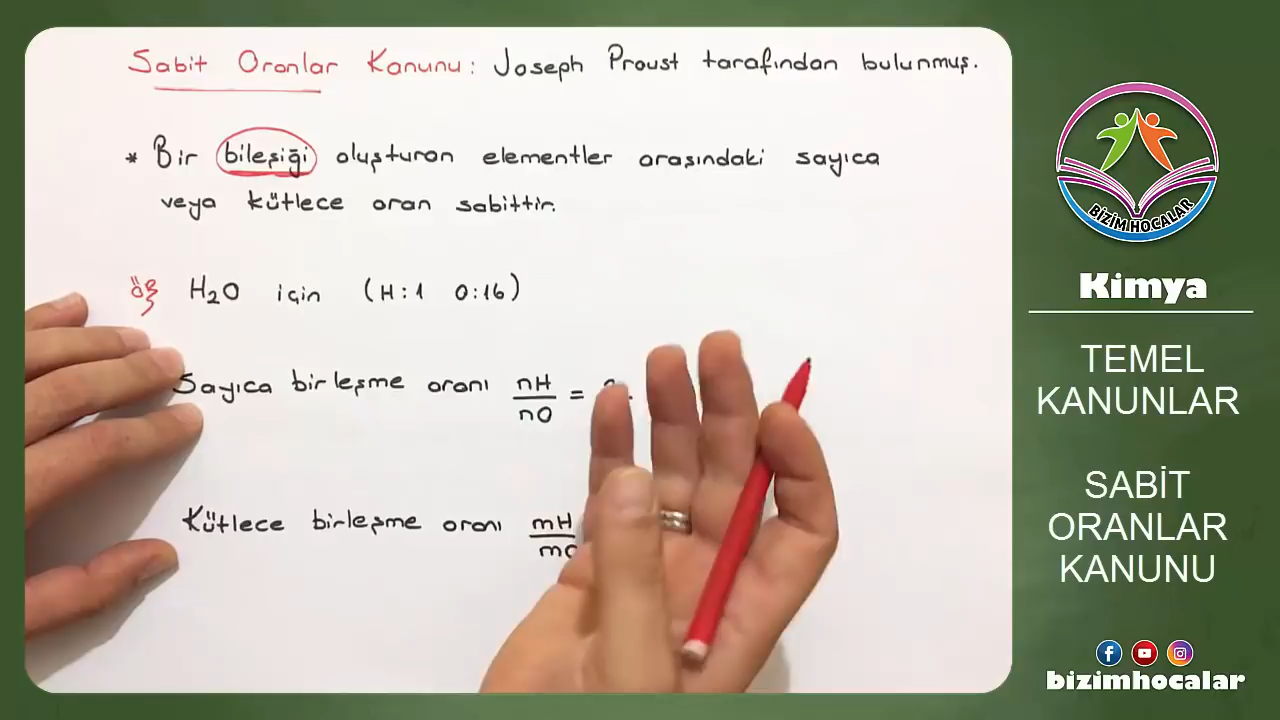 Sabit Oranlar Kanunu: Joseph Proust tarafından bulunmuş.
* Bir bileşiği oluşturan elementler arasındaki sayıca
veya kütlece oran sabittir.
ör H₂O için (H:1 O:16)
Sayıca birleşme oranı nH/nO =
Kütlece birleşme oranı mH/mO
BİZİM HOCALAR
Kimya
TEMEL
KANUNLAR
SABİT
ORANLAR
KANUNU
bizimhocalar